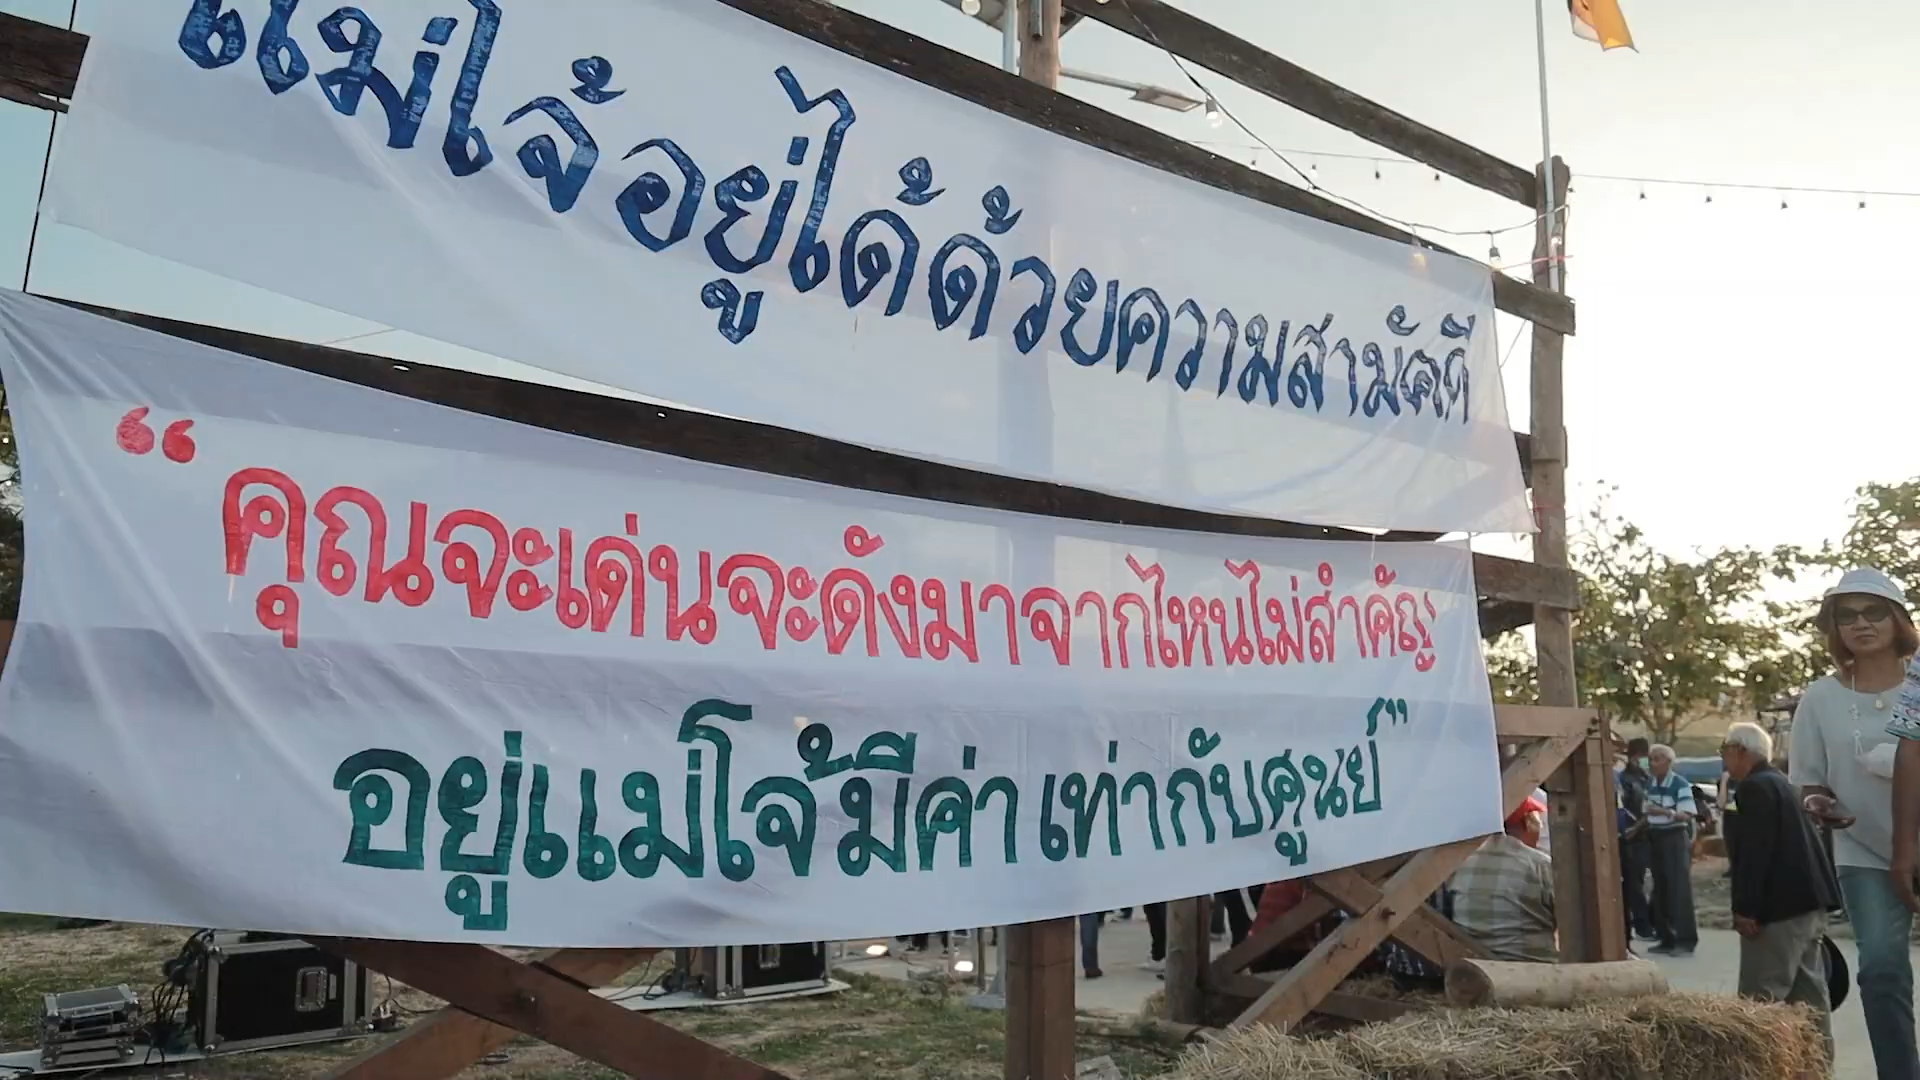 แม่โจ้อยู่ได้ด้วยความสามัคคี
“คุณจะเด่นจะดังมาจากไหนไม่สำคัญ
อยู่แม่โจ้มีค่า เท่ากับศูนย์”